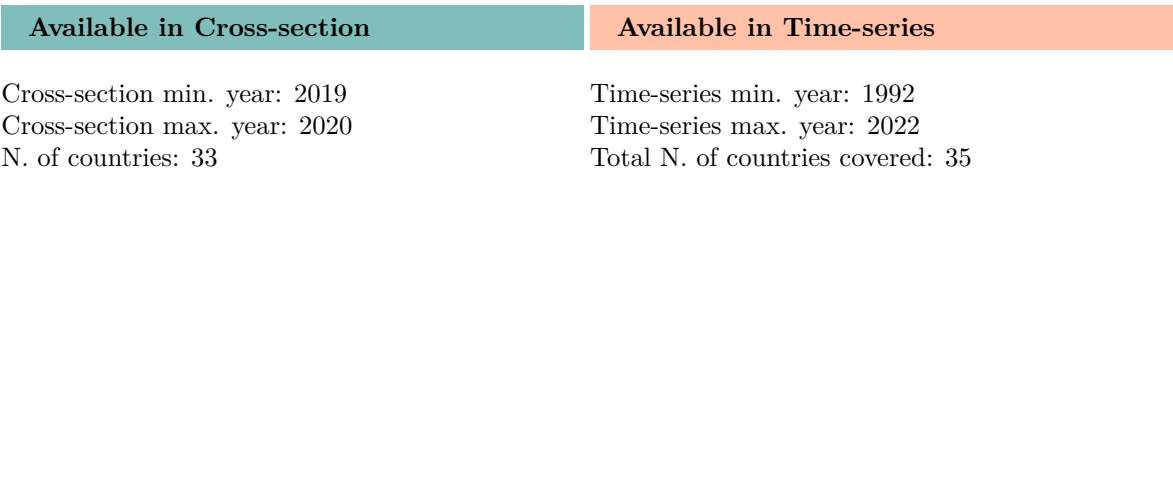 Available in Cross-section
Cross-section min. year: 2019
Cross-section max. year: 2020
N. of countries: 33
Available in Time-series
Time-series min. year: 1992
Time-series max. year: 2022
Total N. of countries covered: 35